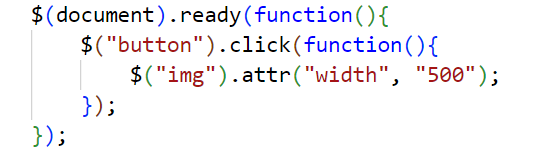 $(document).ready(function(){
    $("button").click(function(){
        $("img").attr("width", "500");
    });
});